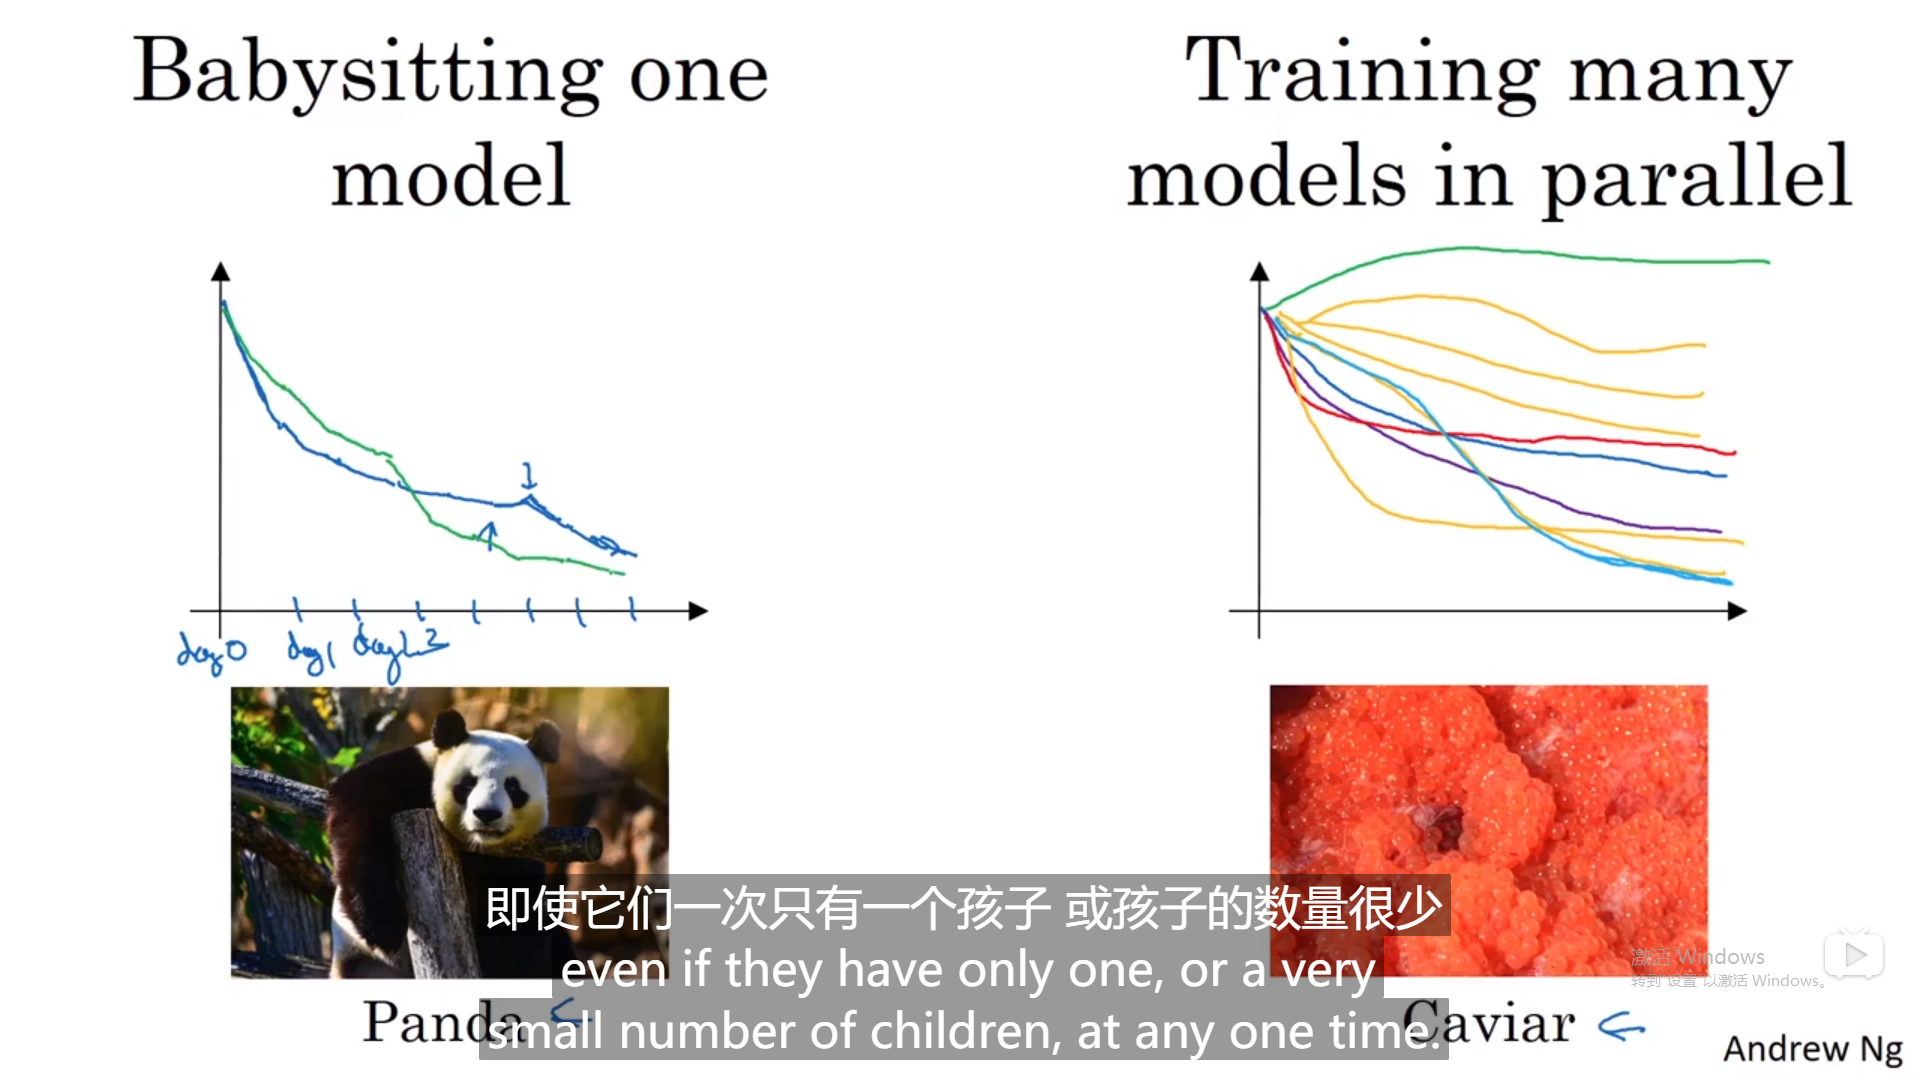 Babysitting one
model
Training many
models in parallel
day 0
day 1
day 2
3
即使它们一次只有一个孩子 或孩子的数量很少
even if they have only one, or a very
small number of children, at any one time.
激活 Windows
转到"设置"以激活 Windows。
Panda
Caviar
Andrew Ng